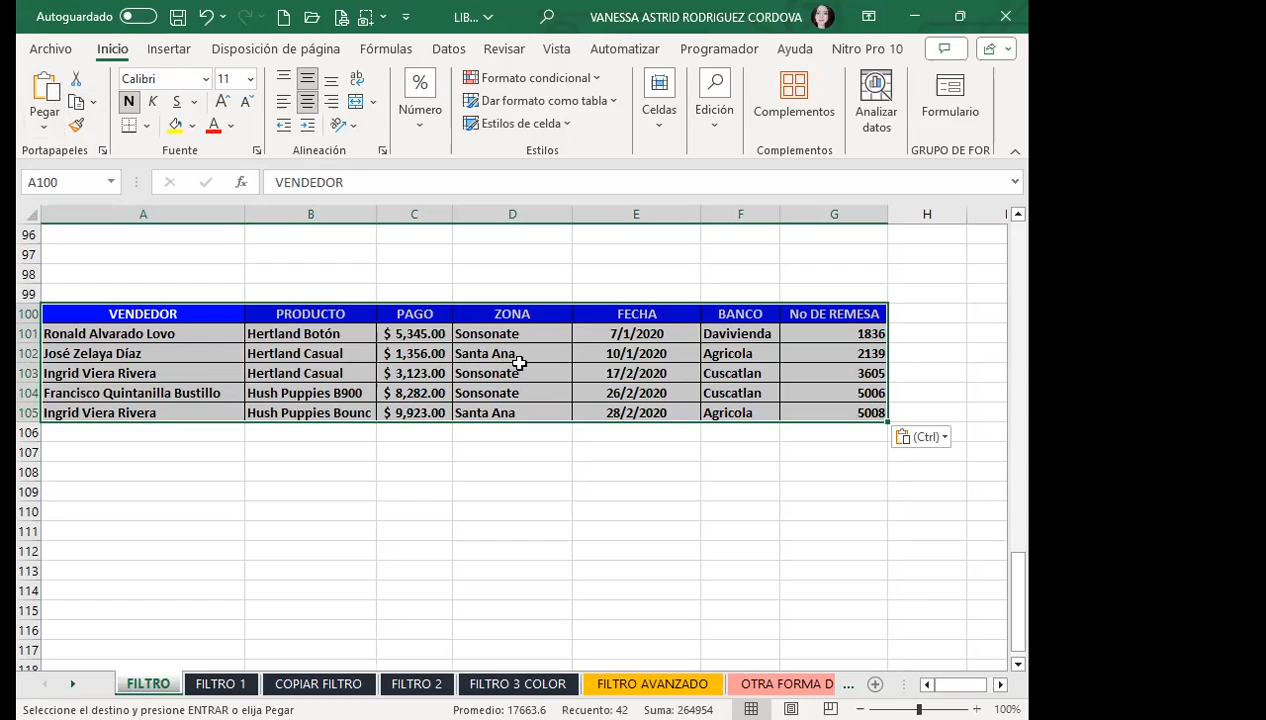 Autoguardado LIB... VANESSA ASTRID RODRIGUEZ CORDOVA
Archivo Inicio Insertar Disposición de página Fórmulas Datos Revisar Vista Automatizar Programador Ayuda Nitro Pro 10
Pegar Calibri 11 N K S A A A ab % Número Formato condicional Dar formato como tabla Estilos de celda Celdas Edición Complementos Analizar datos Formulario
Portapapeles Fuente Alineación Estilos Complementos GRUPO DE FOR
A100 fx VENDEDOR
A B C D E F G H I
96
97
98
99
100 VENDEDOR PRODUCTO PAGO ZONA FECHA BANCO No DE REMESA
101 Ronald Alvarado Lovo Hertland Botón $ 5,345.00 Sonsonate 7/1/2020 Davivienda 1836
102 José Zelaya Díaz Hertland Casual $ 1,356.00 Santa Ana 10/1/2020 Agricola 2139
103 Ingrid Viera Rivera Hertland Casual $ 3,123.00 Sonsonate 17/2/2020 Cuscatlan 3605
104 Francisco Quintanilla Bustillo Hush Puppies B900 $ 8,282.00 Sonsonate 26/2/2020 Cuscatlan 5006
105 Ingrid Viera Rivera Hush Puppies Bounc $ 9,923.00 Santa Ana 28/2/2020 Agricola 5008
106 (Ctrl)
107
108
109
110
111
112
113
114
115
116
117
118
FILTRO FILTRO 1 COPIAR FILTRO FILTRO 2 FILTRO 3 COLOR FILTRO AVANZADO OTRA FORMA D ...
Seleccione el destino y presione ENTRAR o elija Pegar Promedio: 17663.6 Recuento: 42 Suma: 264954 100%